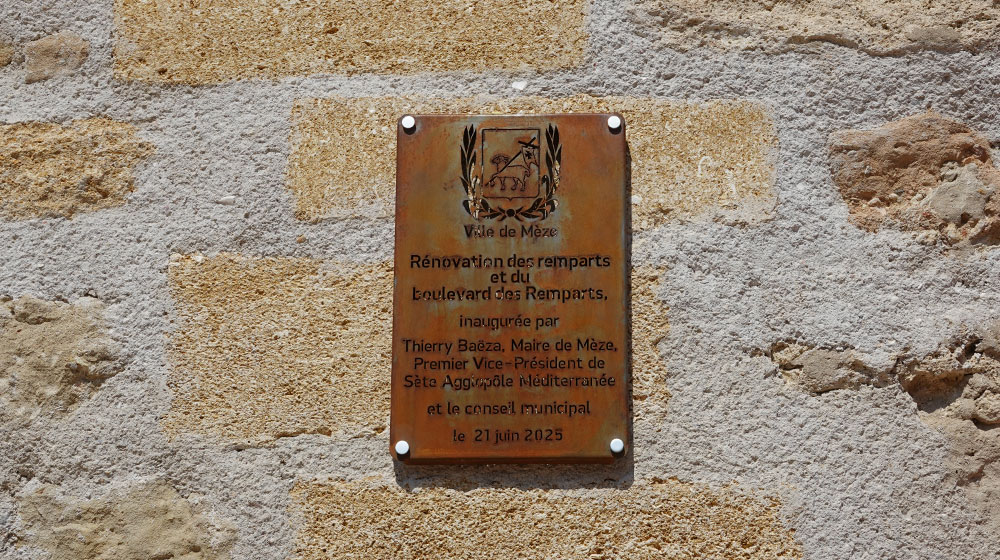 Ville de Mèze
Rénovation des remparts
et du
boulevard des Remparts,
inaugurée par
Thierry Baëza, Maire de Mèze,
Premier Vice-Président de
Sète Agglopôle Méditerranée
et le conseil municipal
le 21 juin 2025